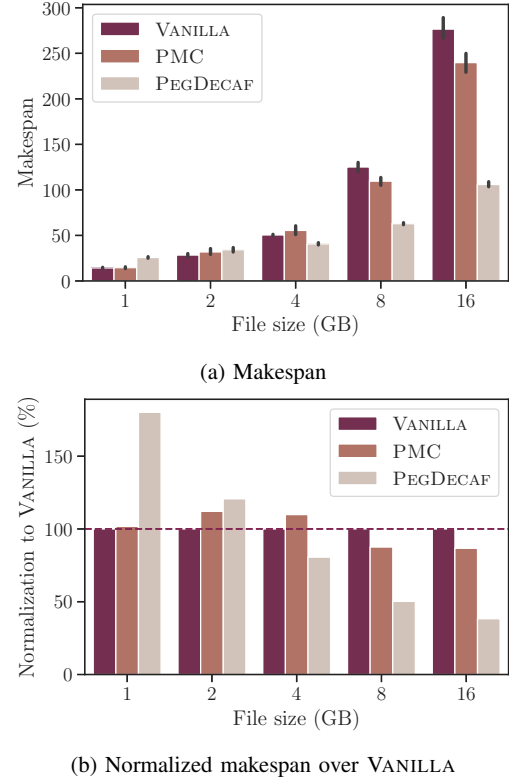 300
250
200
150
100
50
0
Makespan
VANILLA
PMC
PEGDECAF
1 2 4 8 16
File size (GB)
(a) Makespan
150
100
50
0
Normalization to VANILLA (%)
VANILLA
PMC
PEGDECAF
1 2 4 8 16
File size (GB)
(b) Normalized makespan over VANILLA